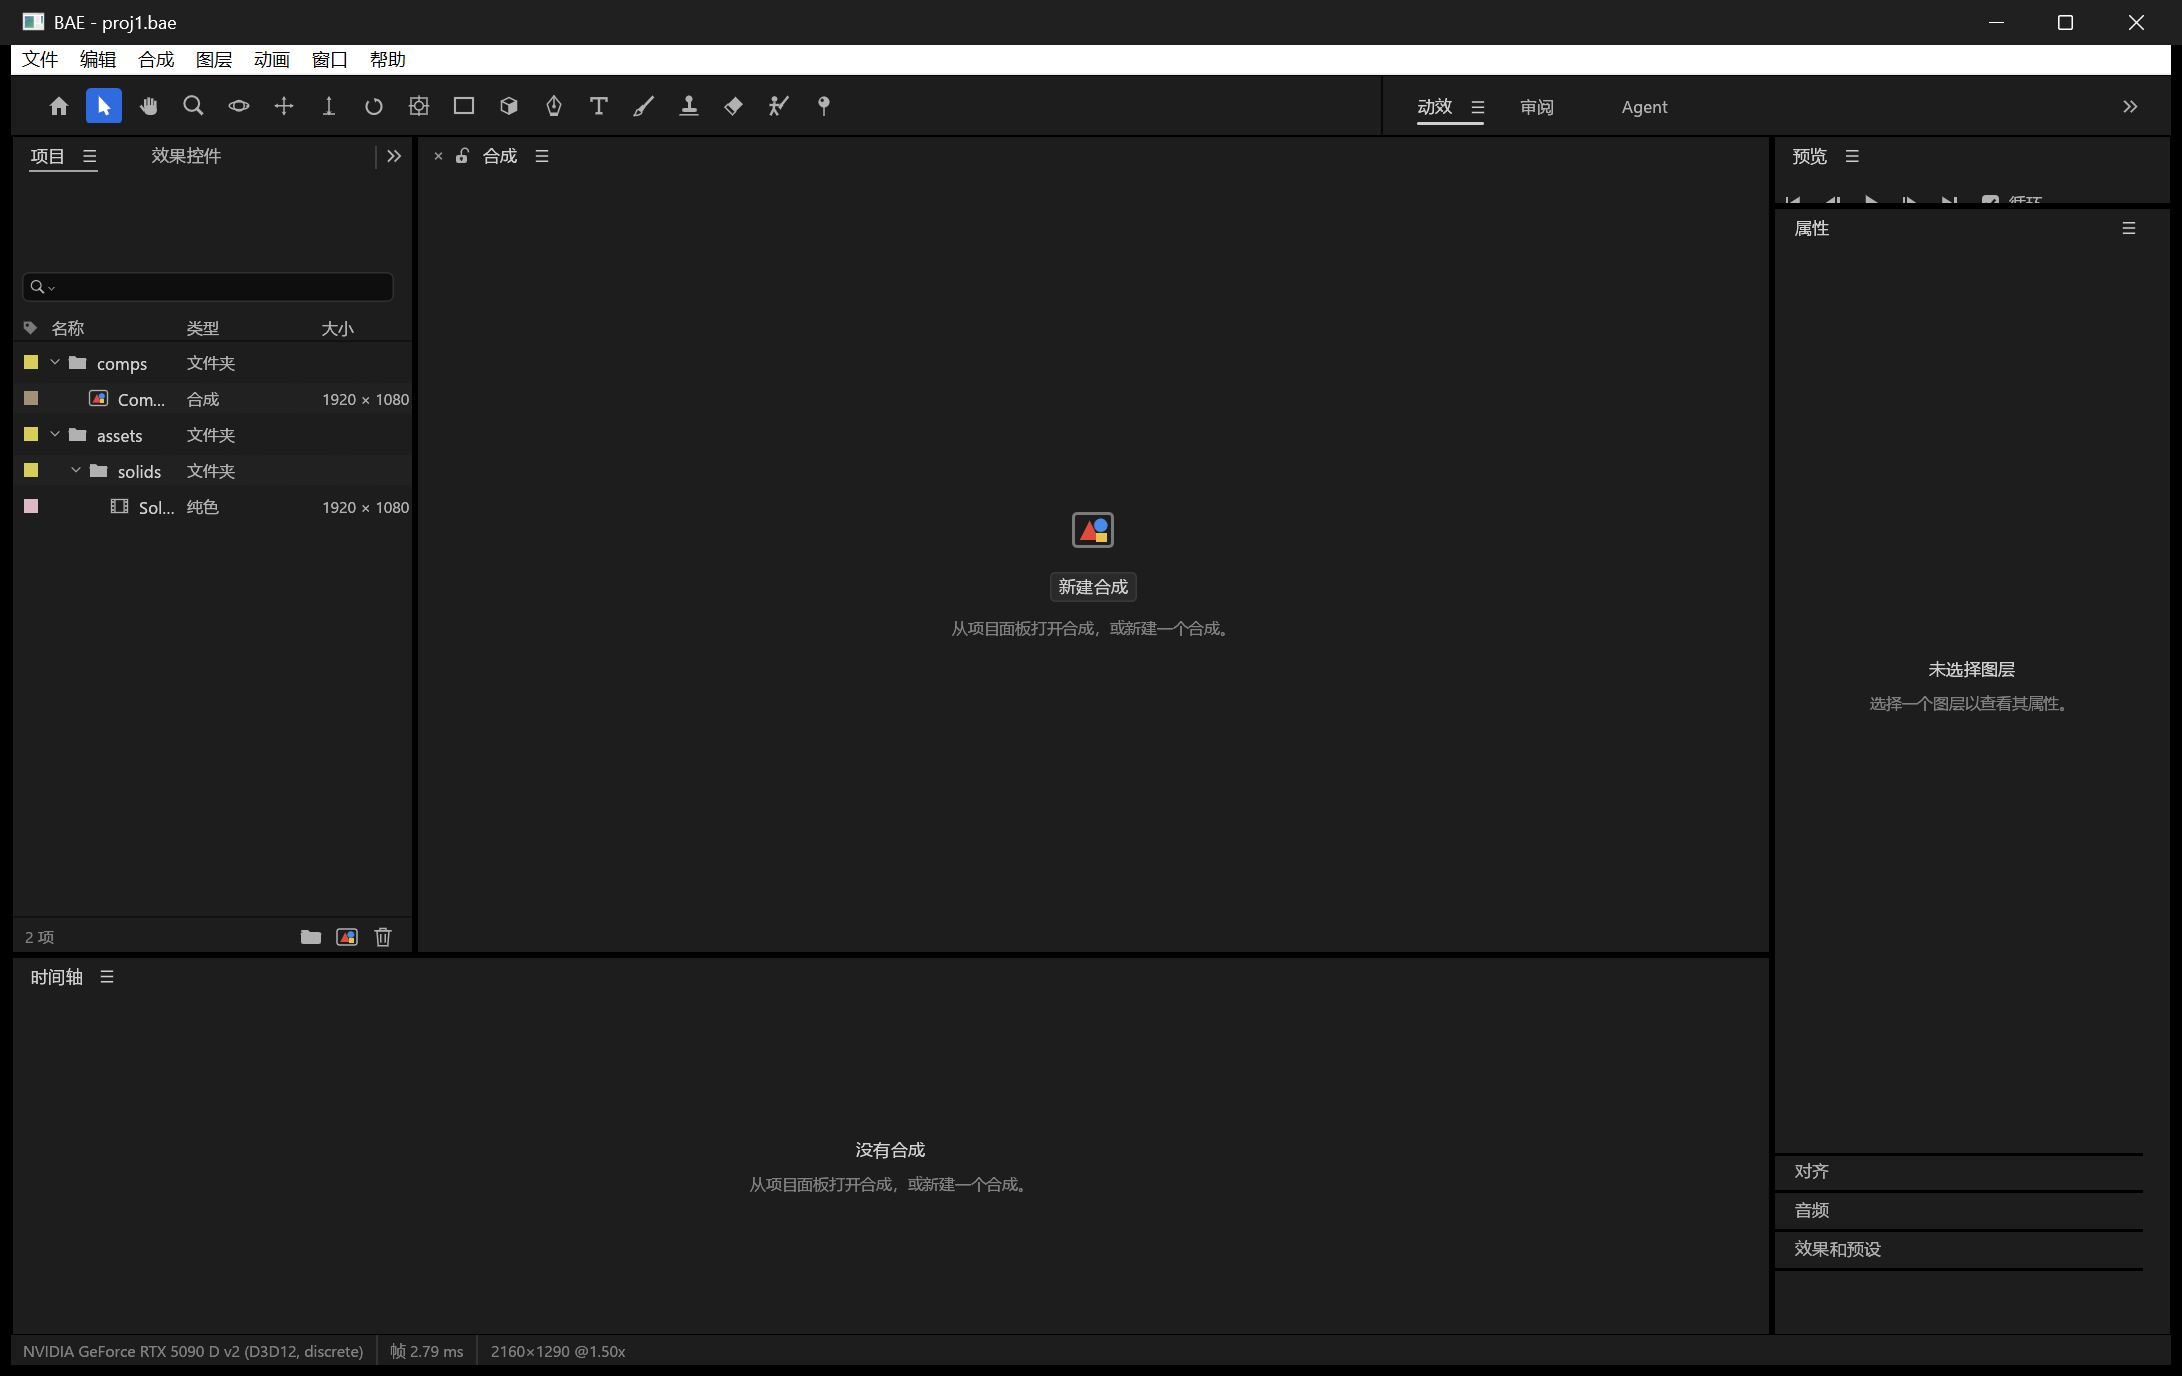 BAE - proj1.bae
文件 编辑 合成 图层 动画 窗口 帮助
动效 审阅 Agent
项目 效果控件
合成
预览
循环
属性
名称 类型 大小
comps 文件夹
Com... 合成 1920 × 1080
assets 文件夹
solids 文件夹
Sol... 纯色 1920 × 1080
新建合成
从项目面板打开合成，或新建一个合成。
未选择图层
选择一个图层以查看其属性。
2 项
时间轴
没有合成
从项目面板打开合成，或新建一个合成。
对齐
音频
效果和预设
NVIDIA GeForce RTX 5090 D v2 (D3D12, discrete) 帧 2.79 ms 2160×1290 @1.50x